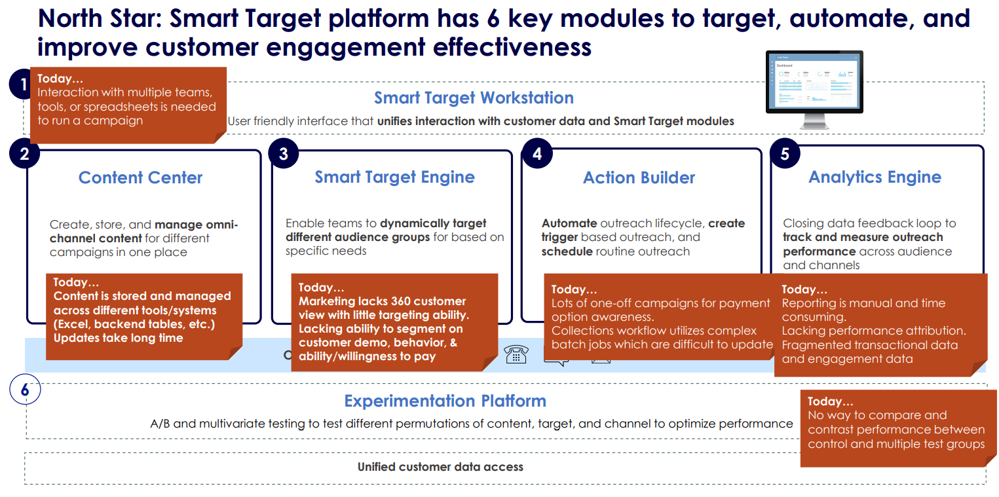 North Star: Smart Target platform has 6 key modules to target, automate, and
improve customer engagement effectiveness
1
Today…
Interaction with multiple teams,
tools, or spreadsheets is needed
to run a campaign
Smart Target Workstation
User friendly interface that unifies interaction with customer data and Smart Target modules
Dashboard
2
Content Center
Create, store, and manage omni-
channel content for different
campaigns in one place
Today…
Content is stored and managed
across different tools/systems
(Excel, backend tables, etc.)
Updates take long time
3
Smart Target Engine
Enable teams to dynamically target
different audience groups for based on
specific needs
Today…
Marketing lacks 360 customer
view with little targeting ability.
Lacking ability to segment on
customer demo, behavior, &
ability/willingness to pay
4
Action Builder
Automate outreach lifecycle, create
trigger based outreach, and
schedule routine outreach
Today…
Lots of one-off campaigns for payment
option awareness.
Collections workflow utilizes complex
batch jobs which are difficult to update
5
Analytics Engine
Closing data feedback loop to
track and measure outreach
performance across audience
and channels
Today…
Reporting is manual and time
consuming.
Lacking performance attribution.
Fragmented transactional data
and engagement data
6
Experimentation Platform
A/B and multivariate testing to test different permutations of content, target, and channel to optimize performance
Today…
No way to compare and
contrast performance between
control and multiple test groups
Unified customer data access